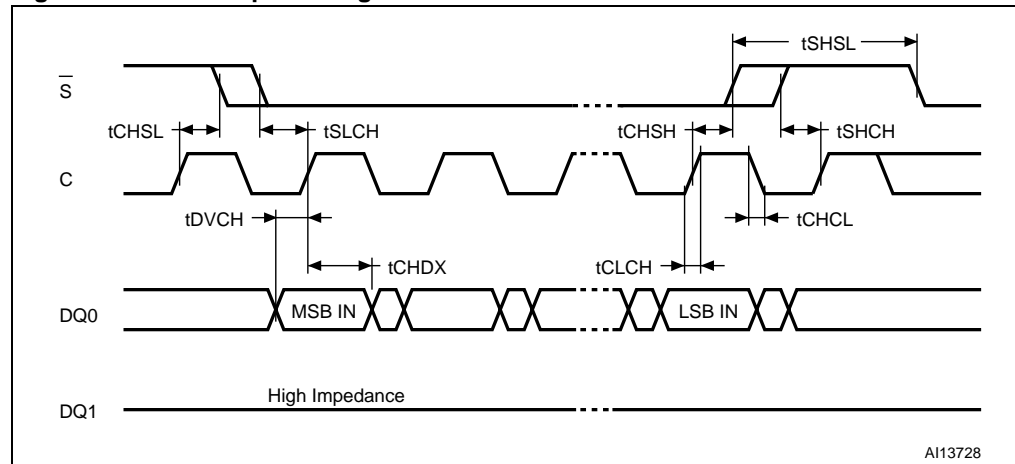 tSHSL
S̅
tCHSL
tSLCH
tCHSH
tSHCH
C
tDVCH
tCHCL
tCHDX
tCLCH
DQ0
MSB IN
LSB IN
High Impedance
DQ1
AI13728